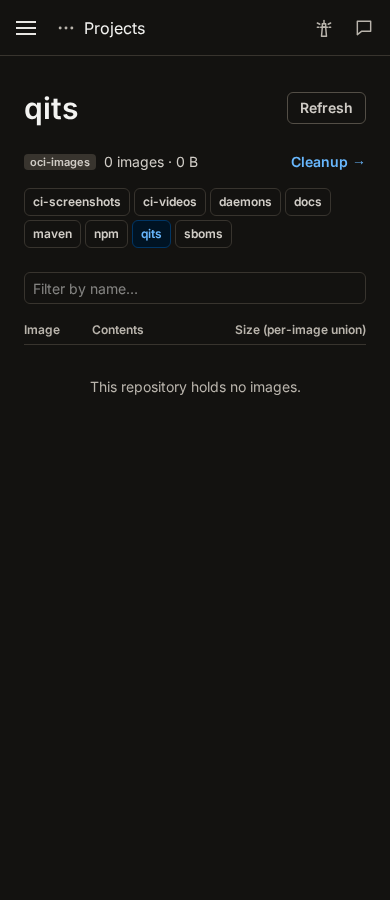 ··· Projects
qits
Refresh
oci-images 0 images · 0 B
Cleanup →
ci-screenshots ci-videos daemons docs
maven npm qits sboms
Filter by name...
Image Contents Size (per-image union)
This repository holds no images.